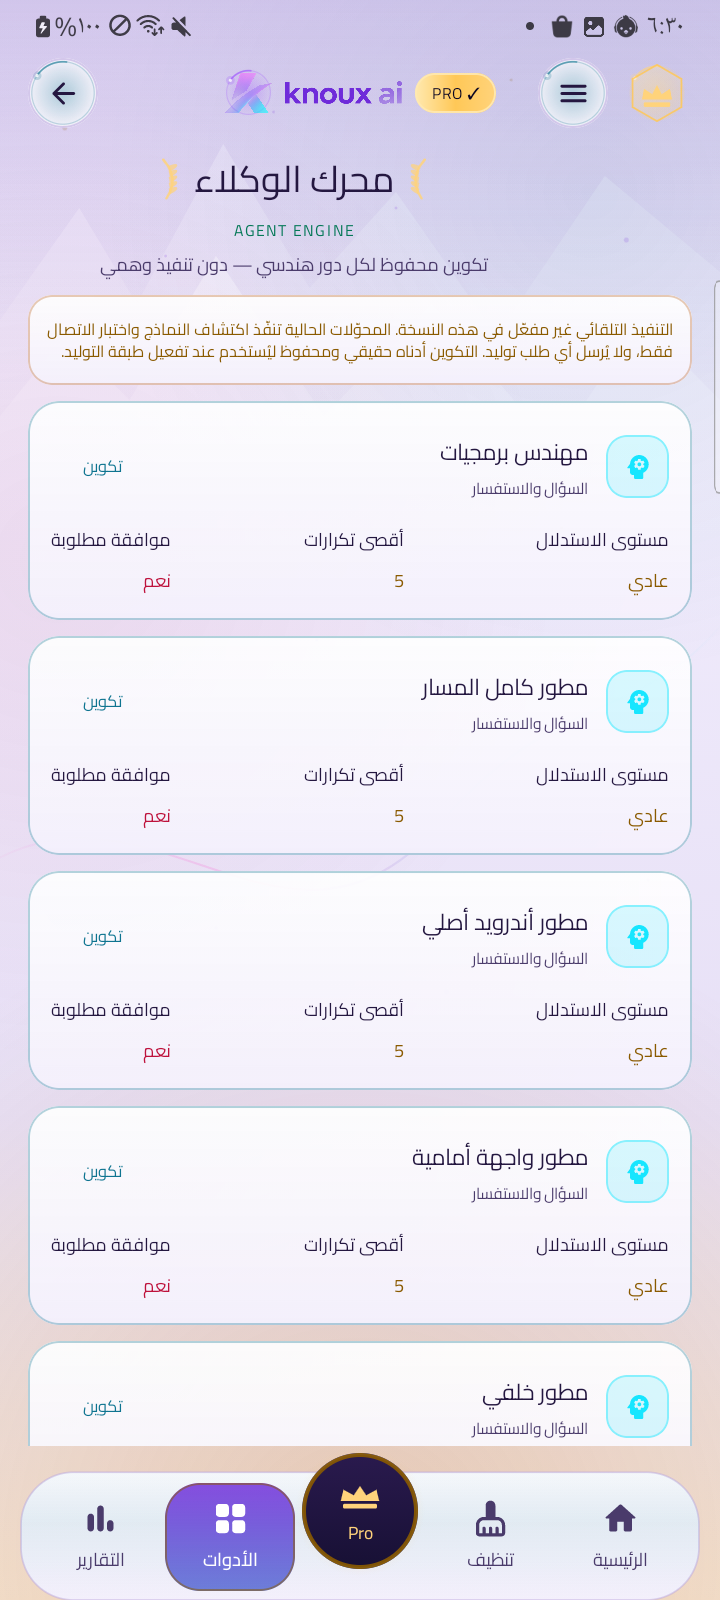 ٦:٣٠
%١٠٠
knoux ai
PRO ✓
محرك الوكلاء
AGENT ENGINE
تكوين محفوظ لكل دور هندسي — دون تنفيذ وهمي
التنفيذ التلقائي غير مفعّل في هذه النسخة. المحوّلات الحالية تنفّذ اكتشاف النماذج واختبار الاتصال
فقط، ولا يُرسل أي طلب توليد. التكوين أدناه حقيقي ومحفوظ ليُستخدم عند تفعيل طبقة التوليد.
مهندس برمجيات
السؤال والاستفسار
تكوين
مستوى الاستدلال أقصى تكرارات موافقة مطلوبة
عادي 5 نعم
مطور كامل المسار
السؤال والاستفسار
تكوين
مستوى الاستدلال أقصى تكرارات موافقة مطلوبة
عادي 5 نعم
مطور أندرويد أصلي
السؤال والاستفسار
تكوين
مستوى الاستدلال أقصى تكرارات موافقة مطلوبة
عادي 5 نعم
مطور واجهة أمامية
السؤال والاستفسار
تكوين
مستوى الاستدلال أقصى تكرارات موافقة مطلوبة
عادي 5 نعم
مطور خلفي
السؤال والاستفسار
تكوين
الرئيسية تنظيف Pro الأدوات التقارير